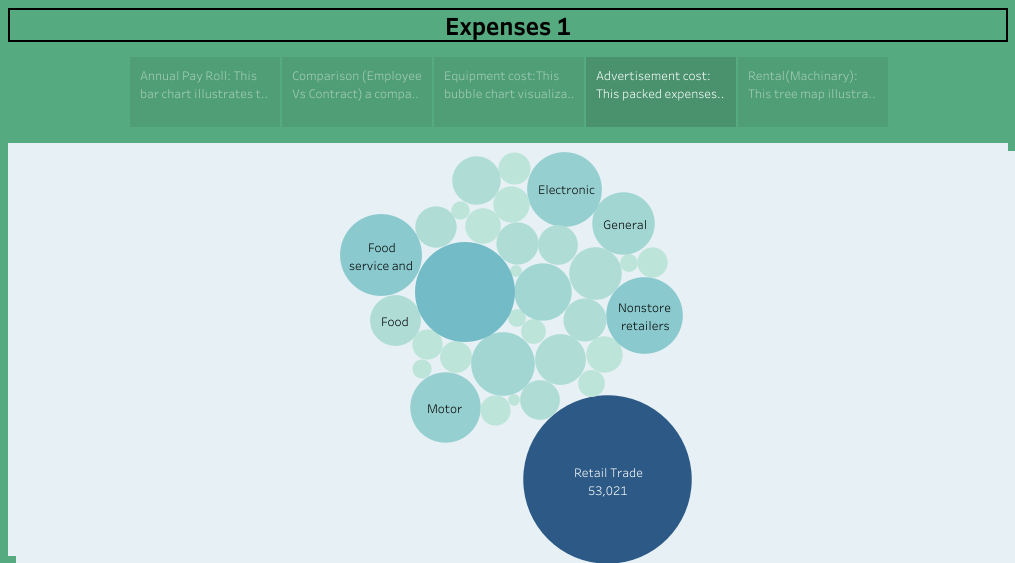 Expenses 1
Annual Pay Roll: This
bar chart illustrates t..
Comparison (Employee
Vs Contract) a compa..
Equipment cost:This
bubble chart visualiza..
Advertisement cost:
This packed expenses..
Rental(Machinary):
This tree map illustra..
Electronic
General
Food
service and
Nonstore
retailers
Food
Motor
Retail Trade
53,021